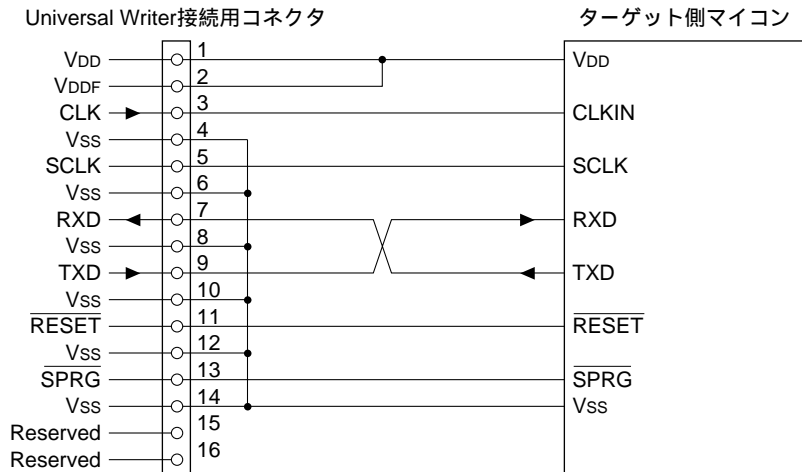 Universal Writer接続用コネクタ ターゲット側マイコン
VDD 1 VDD
VDDF 2
CLK 3 CLKIN
VSS 4
SCLK 5 SCLK
VSS 6
RXD 7 RXD
VSS 8
TXD 9 TXD
VSS 10
RESET 11 RESET
VSS 12
SPRG 13 SPRG
VSS 14 VSS
Reserved 15
Reserved 16